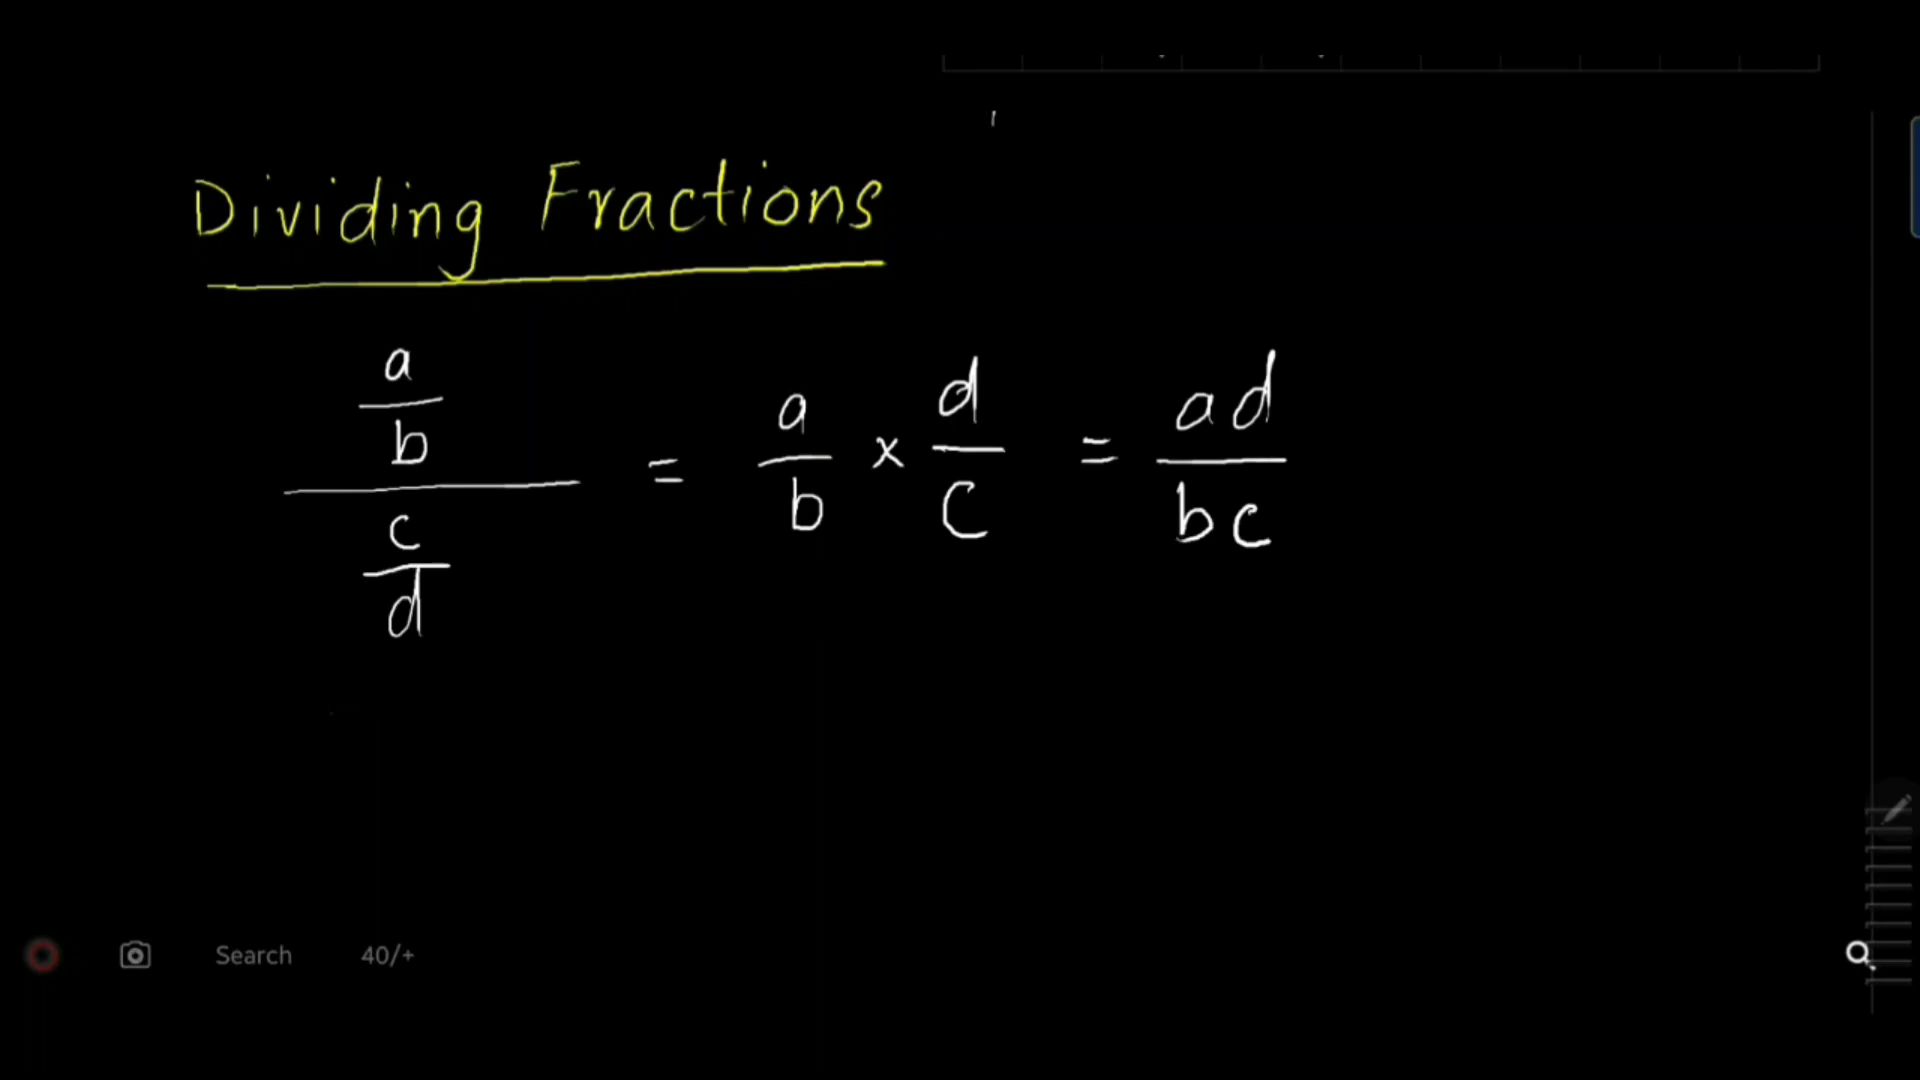 Dividing Fractions
a/b / c/d = a/b × d/c = ad/bc
Search 40/+